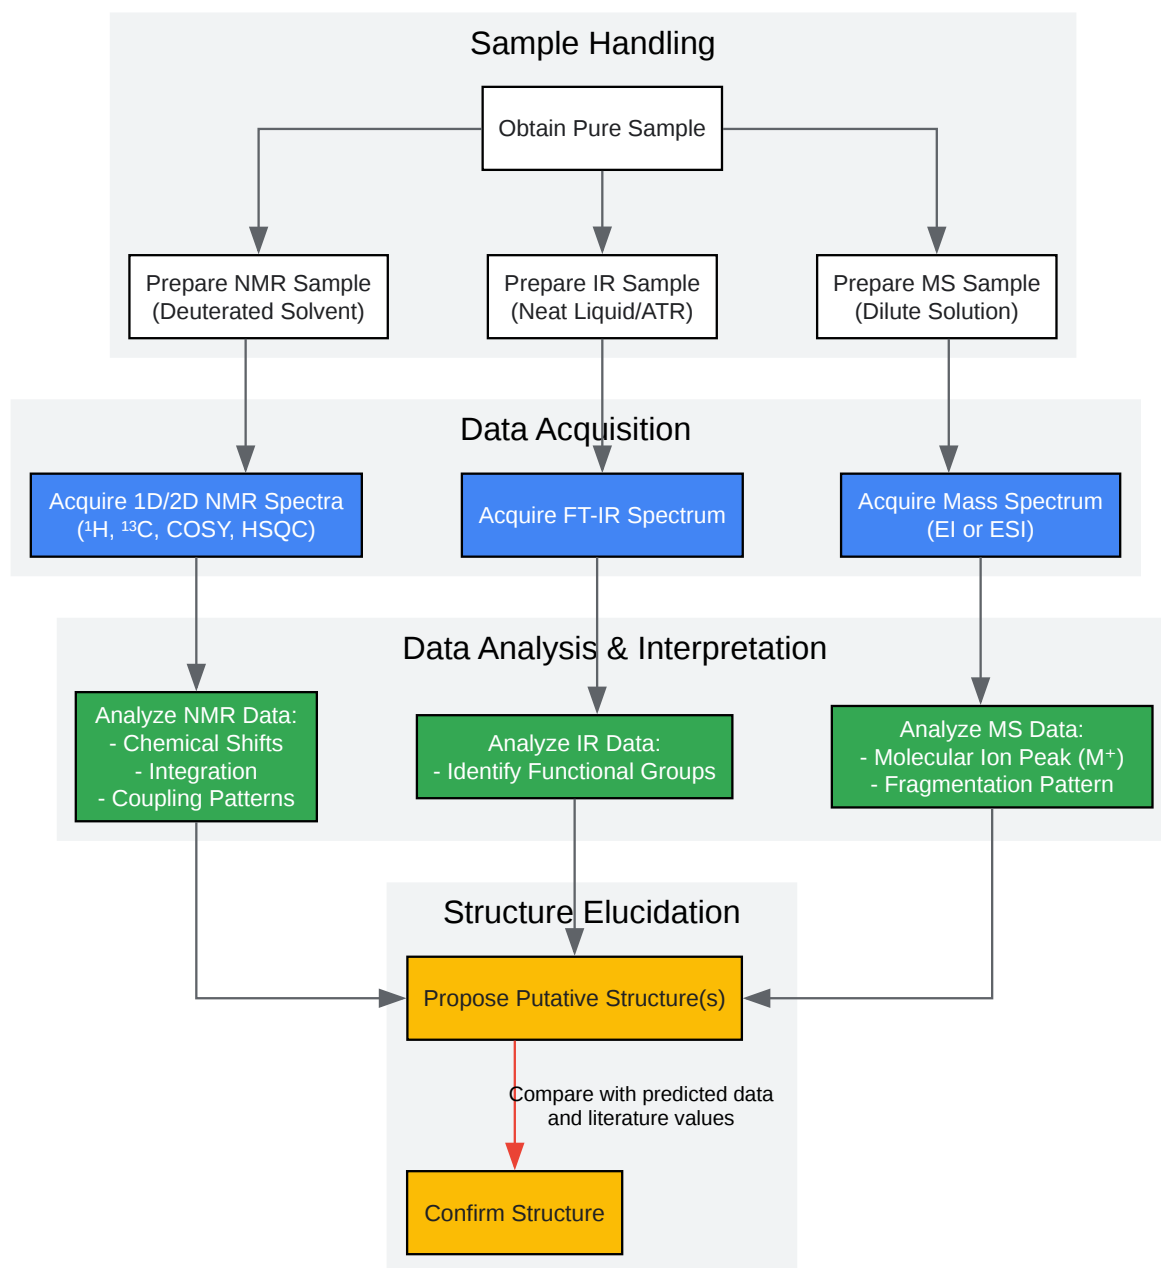 Sample Handling
Obtain Pure Sample
Prepare NMR Sample
(Deuterated Solvent)
Prepare IR Sample
(Neat Liquid/ATR)
Prepare MS Sample
(Dilute Solution)
Data Acquisition
Acquire 1D/2D NMR Spectra
(¹H, ¹³C, COSY, HSQC)
Acquire FT-IR Spectrum
Acquire Mass Spectrum
(EI or ESI)
Data Analysis & Interpretation
Analyze NMR Data:
- Chemical Shifts
- Integration
- Coupling Patterns
Analyze IR Data:
- Identify Functional Groups
Analyze MS Data:
- Molecular Ion Peak (M⁺)
- Fragmentation Pattern
Structure Elucidation
Propose Putative Structure(s)
Compare with predicted data
and literature values
Confirm Structure